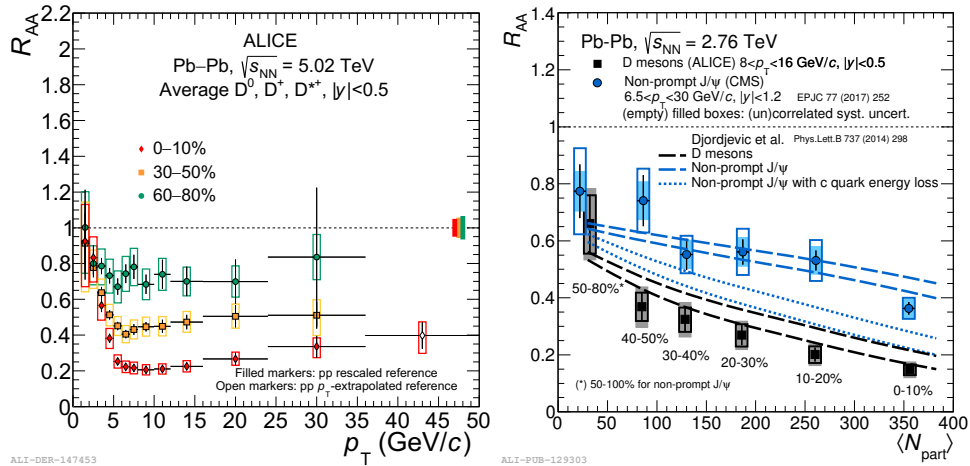 R_AA
2.2
2
1.8
1.6
1.4
1.2
1
0.8
0.6
0.4
0.2
0
ALICE
Pb–Pb, √s_NN = 5.02 TeV
Average D⁰, D⁺, D*⁺, |y|<0.5
0–10%
30–50%
60–80%
Filled markers: pp rescaled reference
Open markers: pp p_T-extrapolated reference
0 5 10 15 20 25 30 35 40 45 50
p_T (GeV/c)
ALI-DER-147453
R_AA
1.4
1.2
1
0.8
0.6
0.4
0.2
0
Pb-Pb, √s_NN = 2.76 TeV
D mesons (ALICE) 8<p_T<16 GeV/c, |y|<0.5
Non-prompt J/ψ (CMS)
6.5<p_T<30 GeV/c, |y|<1.2 EPJC 77 (2017) 252
(empty) filled boxes: (un)correlated syst. uncert.
Djordjevic et al. Phys.Lett.B 737 (2014) 298
D mesons
Non-prompt J/ψ
Non-prompt J/ψ with c quark energy loss
50-80%*
40-50%
30-40%
20-30%
10-20%
0-10%
(*) 50-100% for non-prompt J/ψ
0 50 100 150 200 250 300 350 400
⟨N_part⟩
ALI-PUB-129303